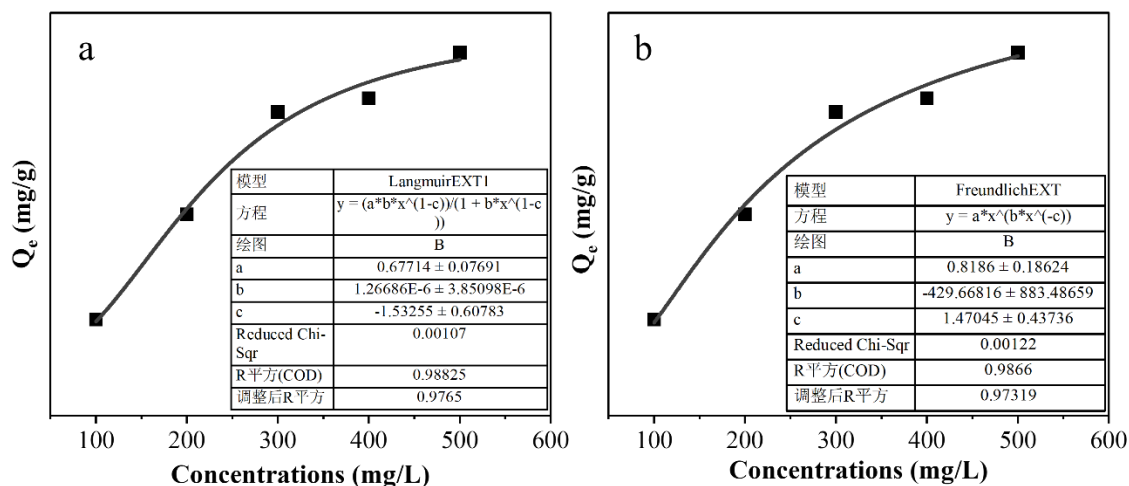 a
Qe (mg/g)
模型 LangmuirEXT1
方程 y = (a*b*x^(1-c))/(1 + b*x^(1-c
))
绘图 B
a 0.67714 ± 0.07691
b 1.26686E-6 ± 3.85098E-6
c -1.53255 ± 0.60783
Reduced Chi-
Sqr 0.00107
R平方(COD) 0.98825
调整后R平方 0.9765
100 200 300 400 500 600
Concentrations (mg/L)
b
Qe (mg/g)
模型 FreundlichEXT
方程 y = a*x^(b*x^(-c))
绘图 B
a 0.8186 ± 0.18624
b -429.66816 ± 883.48659
c 1.47045 ± 0.43736
Reduced Chi-Sqr 0.00122
R平方(COD) 0.9866
调整后R平方 0.97319
100 200 300 400 500 600
Concentrations (mg/L)